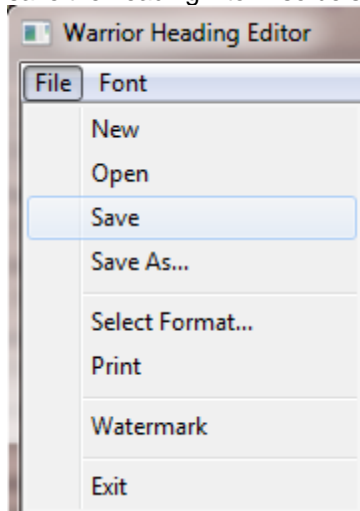 Warrior Heading Editor
File Font
New
Open
Save
Save As...
Select Format...
Print
Watermark
Exit